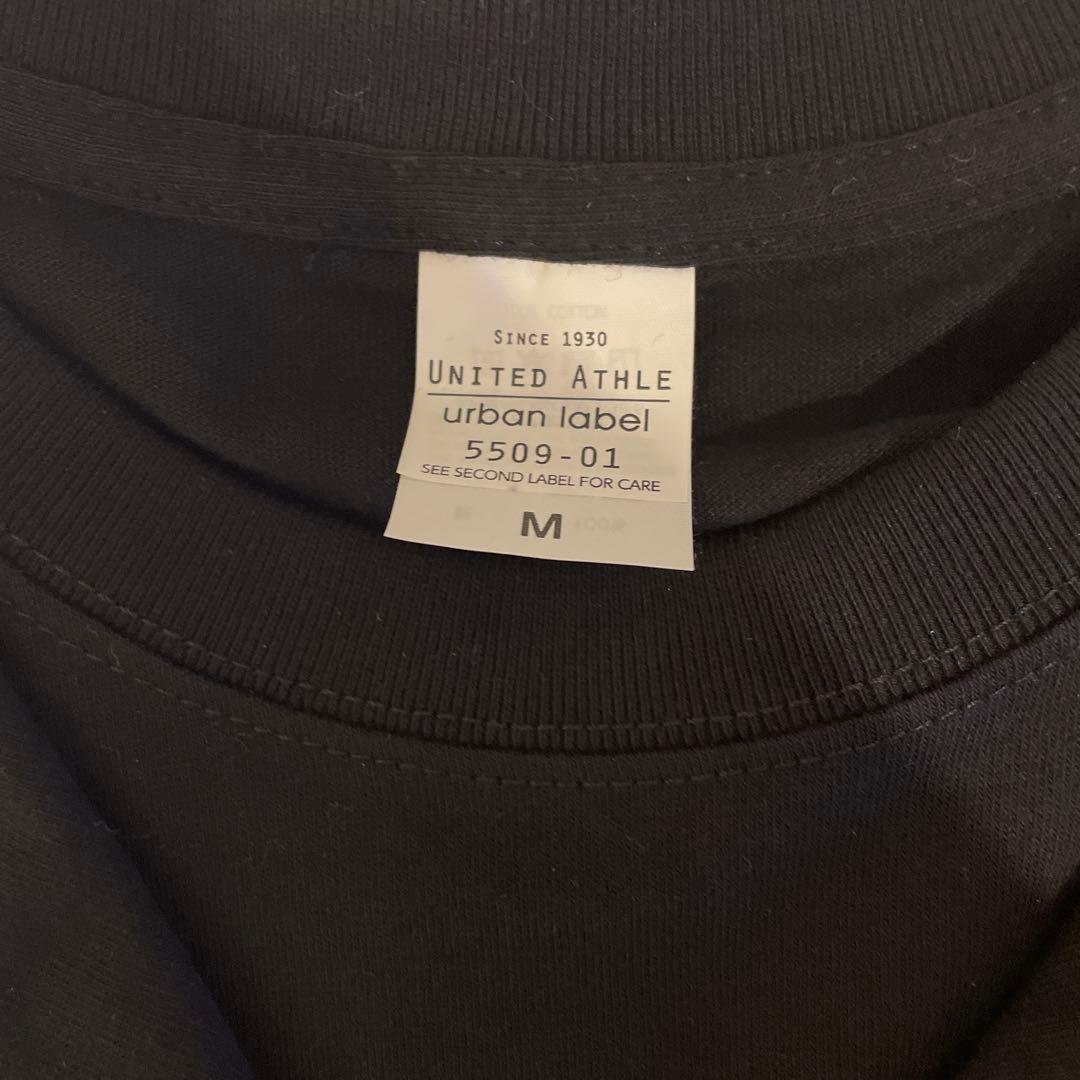 SINCE 1930
UNITED ATHLE
urban label
5509-01
SEE SECOND LABEL FOR CARE
M